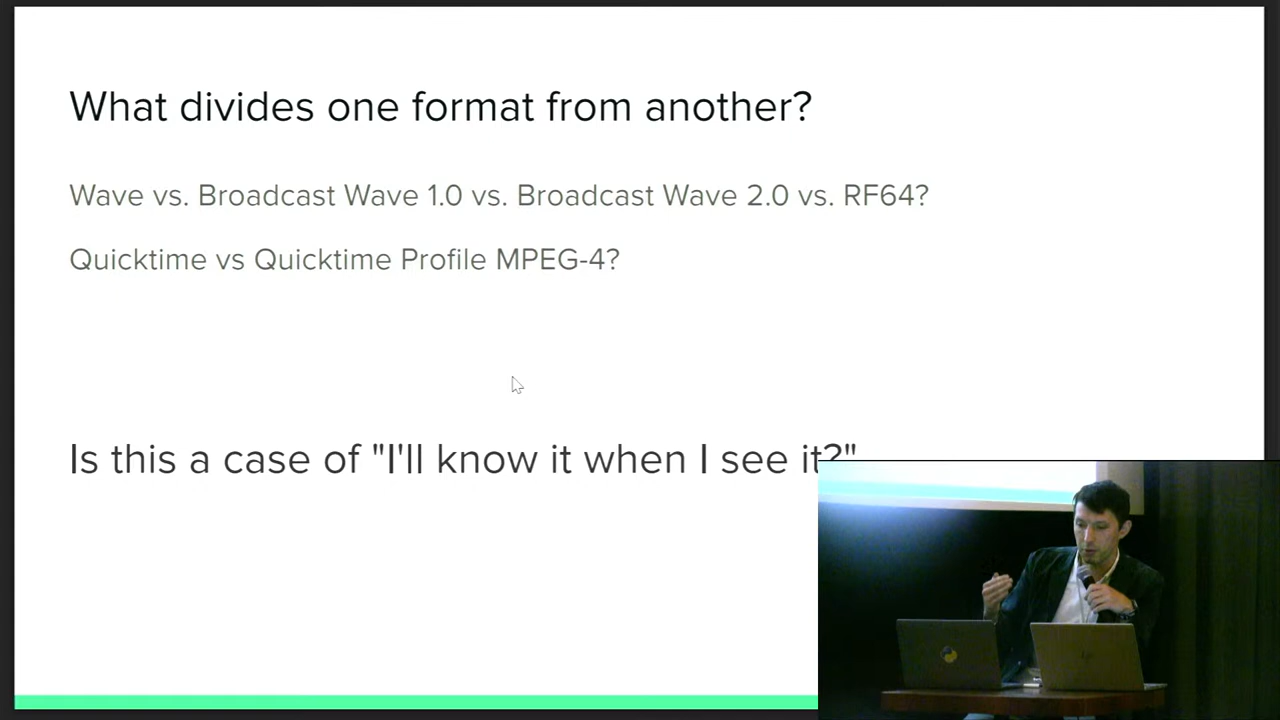 What divides one format from another?
Wave vs. Broadcast Wave 1.0 vs. Broadcast Wave 2.0 vs. RF64?
Quicktime vs Quicktime Profile MPEG-4?
Is this a case of "I'll know it when I see it?"